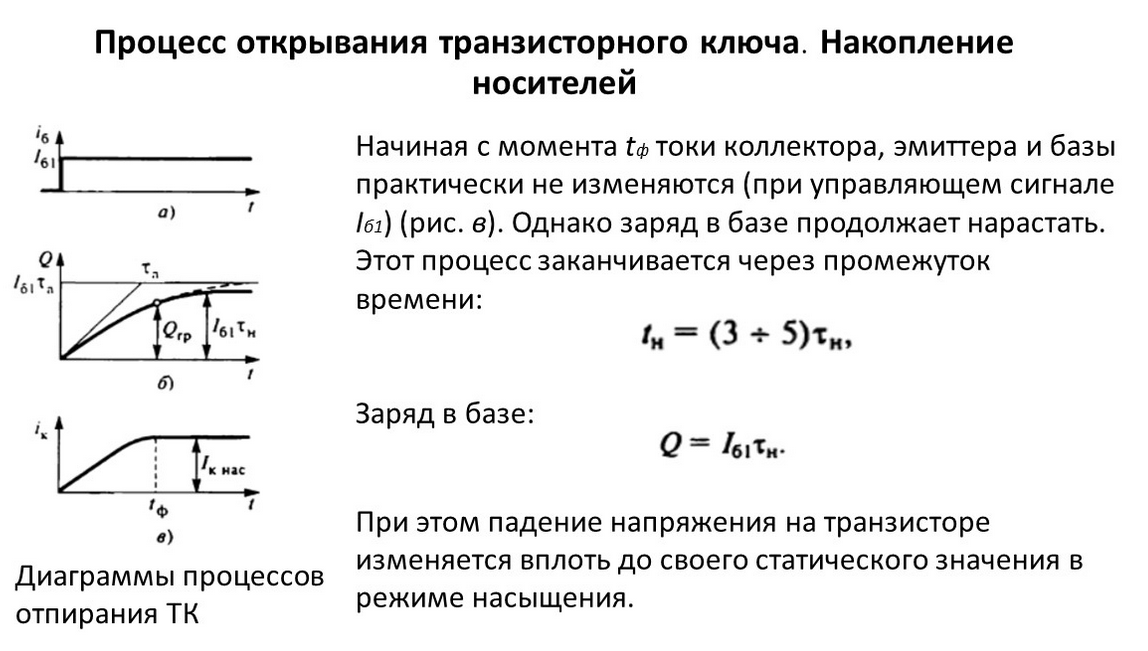 Процесс открывания транзисторного ключа. Накопление
носителей
iб
Iб1
а)
t
Q
Iб1τл
τл
Qгр
Iб1τн
б)
t
iк
Iк нас
tф
t
в)
Диаграммы процессов
отпирания ТК
Начиная с момента tф токи коллектора, эмиттера и базы
практически не изменяются (при управляющем сигнале
Iб1) (рис. в). Однако заряд в базе продолжает нарастать.
Этот процесс заканчивается через промежуток
времени:
tн = (3 ÷ 5)τн,
Заряд в базе:
Q = Iб1τн.
При этом падение напряжения на транзисторе
изменяется вплоть до своего статического значения в
режиме насыщения.